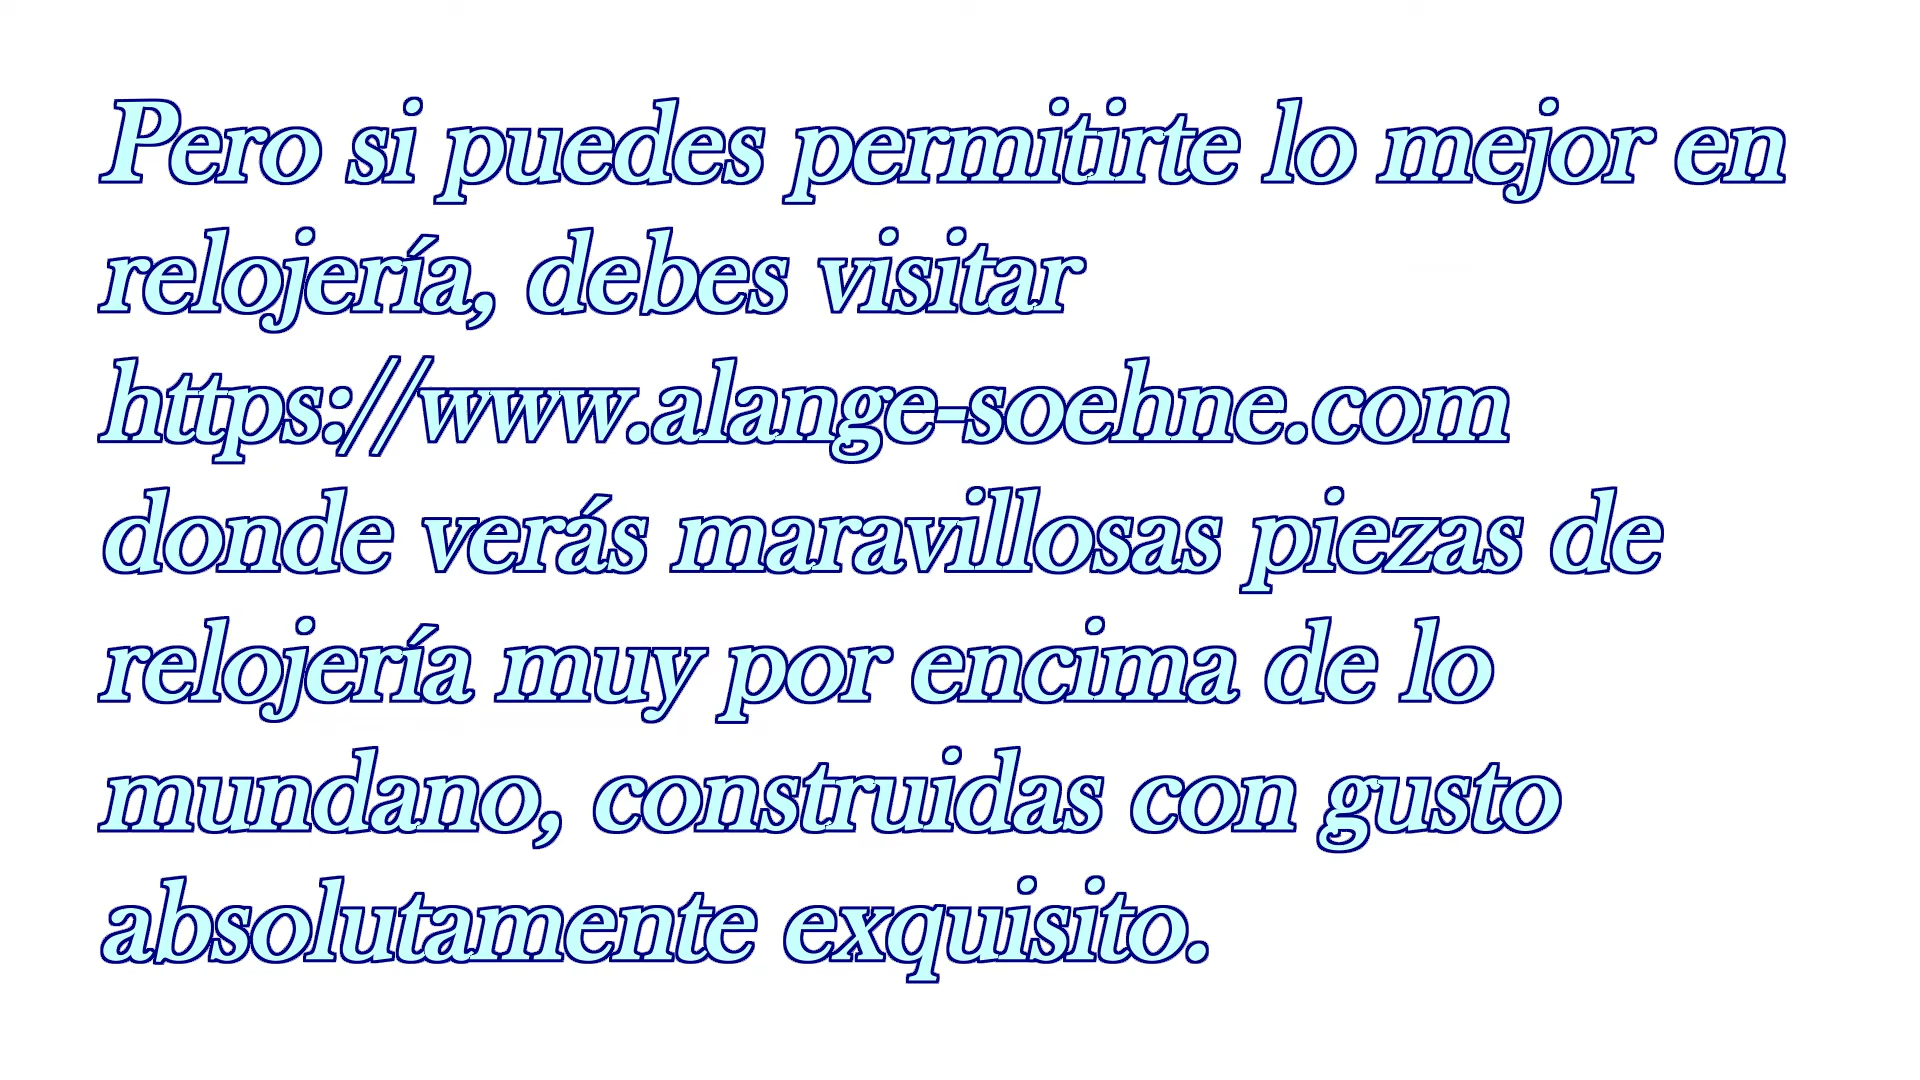 Pero si puedes permitirte lo mejor en
relojería, debes visitar
https://www.alange-soehne.com
donde verás maravillosas piezas de
relojería muy por encima de lo
mundano, construidas con gusto
absolutamente exquisito.